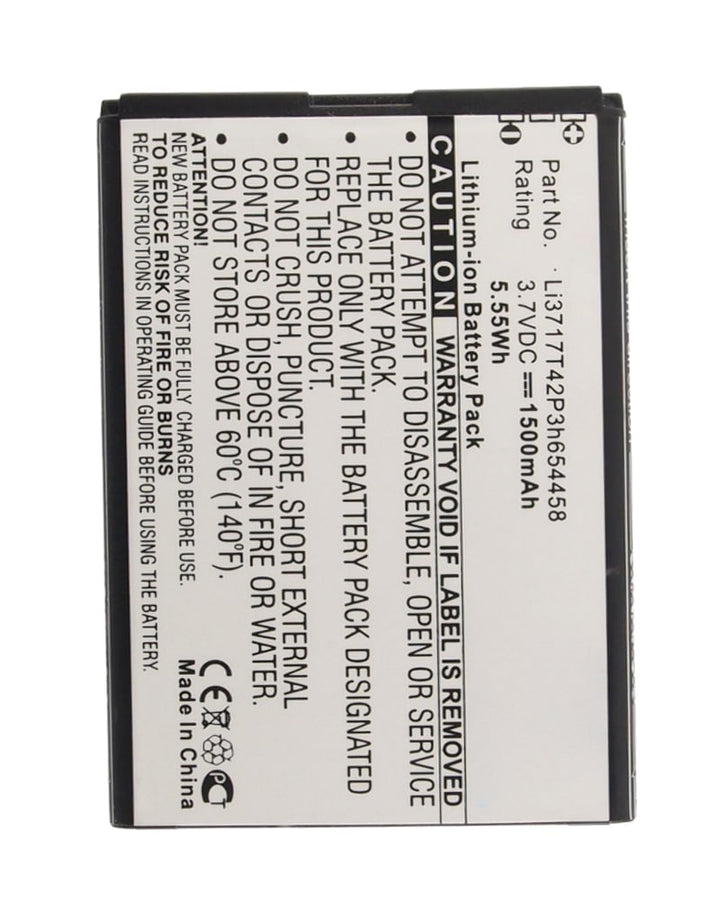 Part No. : Li3717T42P3h654458
Rating 3.7VDC 1500mAh
5.55Wh
Lithium-ion Battery Pack
CAUTION WARRANTY VOID IF LABEL IS REMOVED
• DO NOT ATTEMPT TO DISASSEMBLE, OPEN OR SERVICE
THE BATTERY PACK.
• REPLACE ONLY WITH THE BATTERY PACK DESIGNATED
FOR THIS PRODUCT.
• DO NOT CRUSH, PUNCTURE, SHORT EXTERNAL
CONTACTS OR DISPOSE OF IN FIRE OR WATER.
• DO NOT STORE ABOVE 60°C (140°F).
ATTENTION!
NEW BATTERY PACK MUST BE FULLY CHARGED BEFORE USE.
TO REDUCE RISK OF FIRE OR BURNS
READ INSTRUCTIONS IN OPERATING GUIDE BEFORE USING THE BATTERY.
CE PCT
Made In China